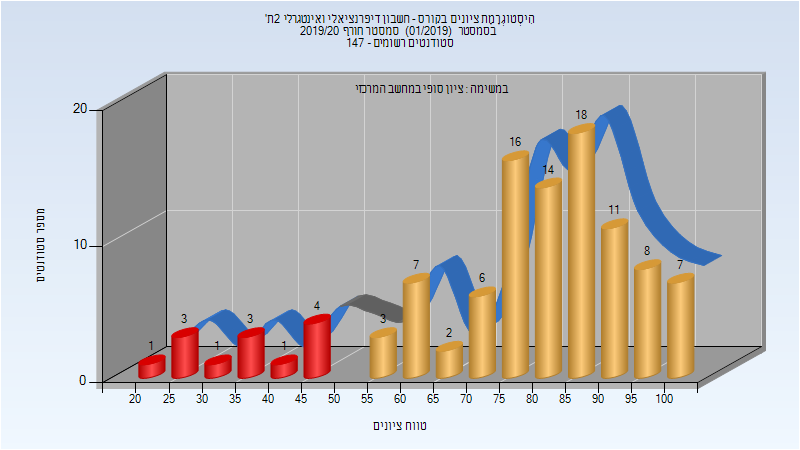 הִיסְטוֹגְרַמַת ציונים בקורס - חשבון דיפרנציאלי ואינטגרלי 2ת'
בסמסטר (01/2019) סמסטר חורף 2019/20
סטודנטים רשומים - 147
במשימה : ציון סופי במחשב המרכזי
20
10
0
מספר סטודנטים
1 3 1 3 1 4 3 7 2 6 16 14 18 11 8 7
20 25 30 35 40 45 50 55 60 65 70 75 80 85 90 95 100
טווח ציונים